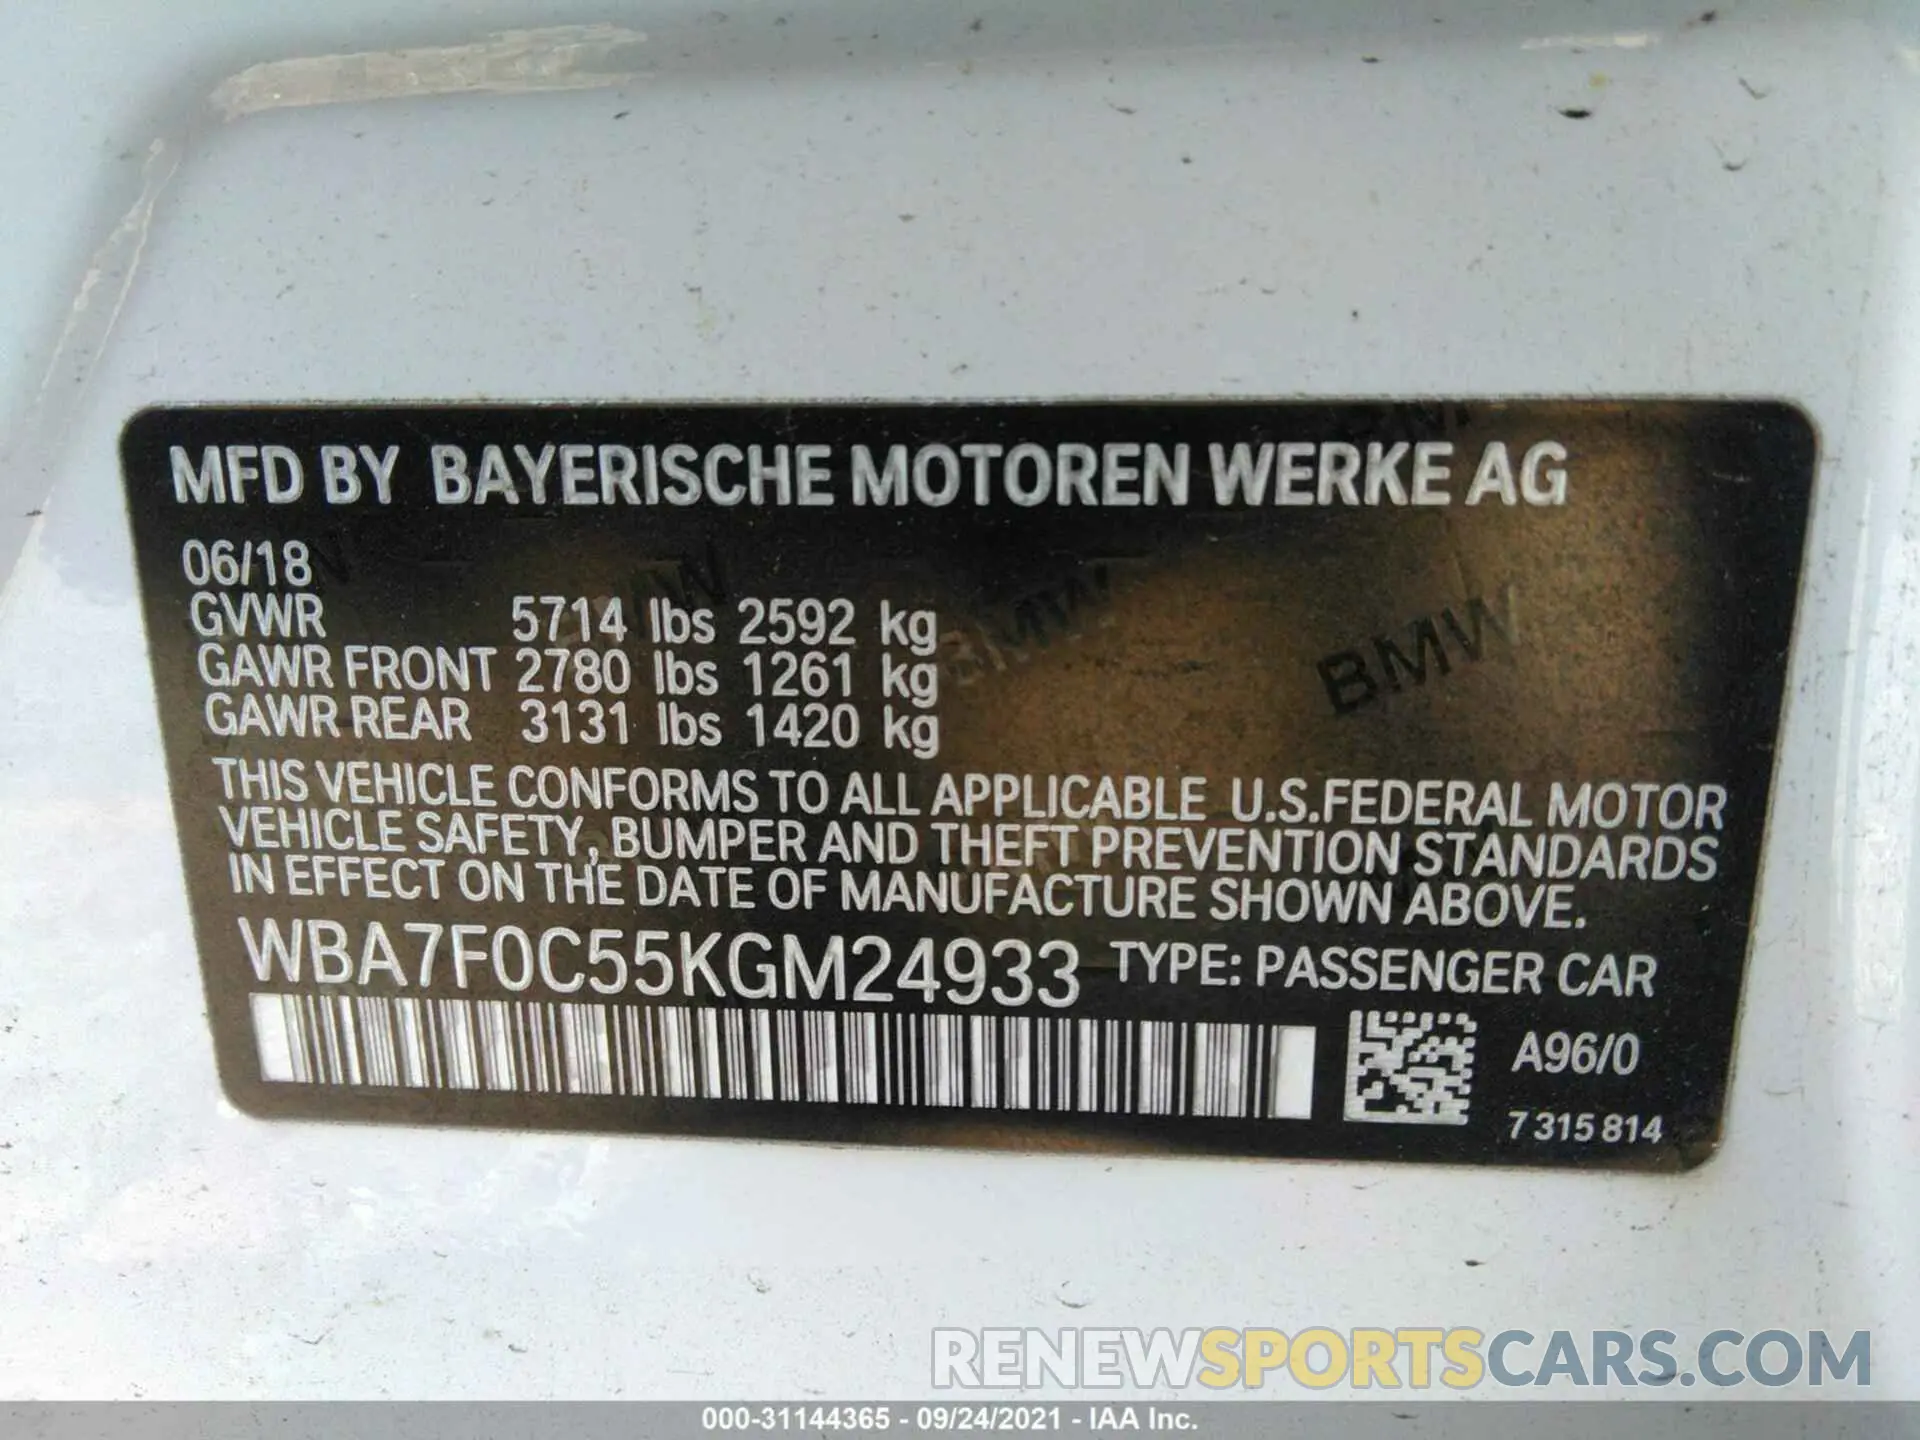 MFD BY BAYERISCHE MOTOREN WERKE AG
06/18
GVWR 5714 lbs 2592 kg
GAWR FRONT 2780 lbs 1261 kg
GAWR REAR 3131 lbs 1420 kg
BMW
THIS VEHICLE CONFORMS TO ALL APPLICABLE U.S.FEDERAL MOTOR
VEHICLE SAFETY, BUMPER AND THEFT PREVENTION STANDARDS
IN EFFECT ON THE DATE OF MANUFACTURE SHOWN ABOVE.
WBA7F0C55KGM24933 TYPE: PASSENGER CAR
A96/0
7 315 814
RENEWSPORTSCARS.COM
000-31144365 - 09/24/2021 - IAA Inc.